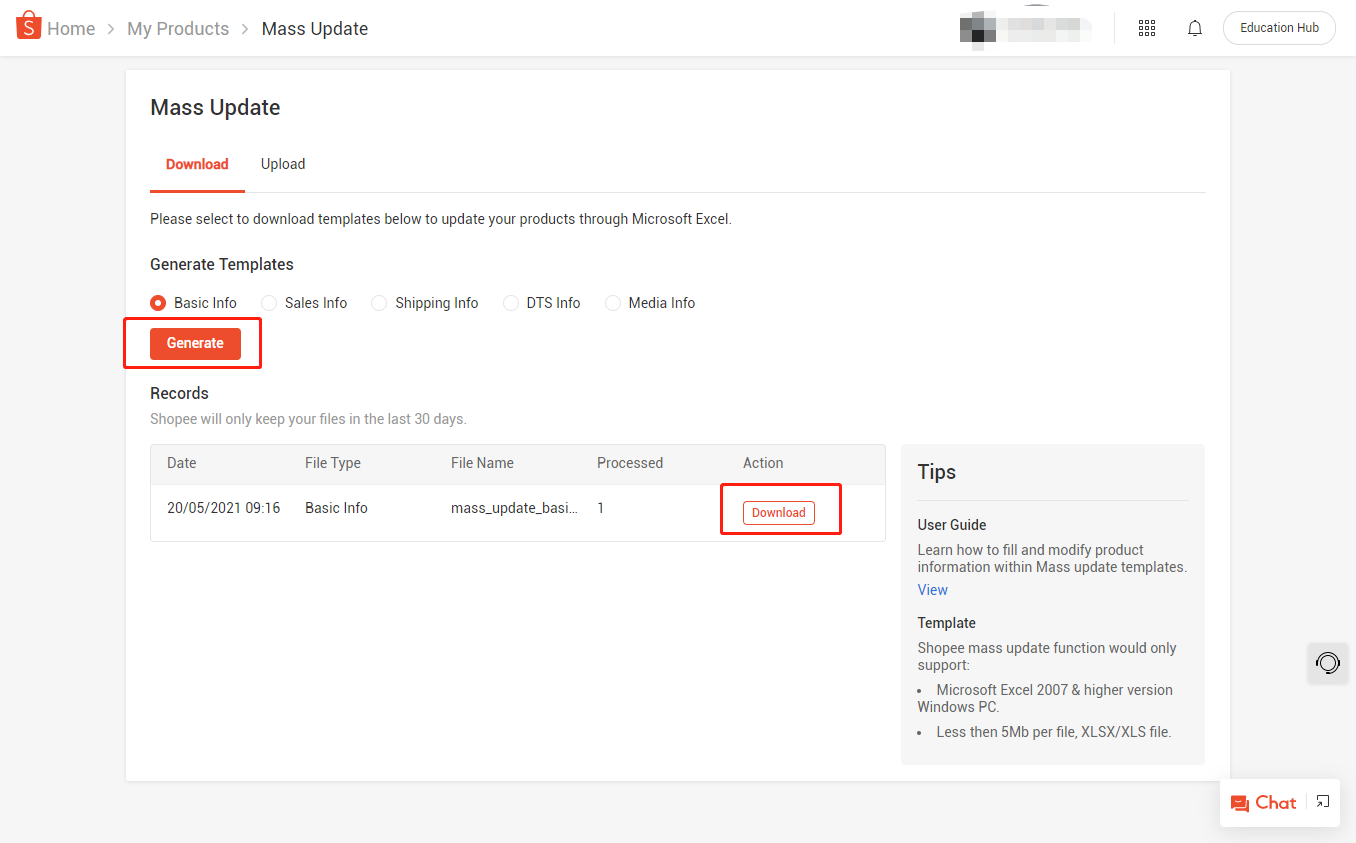 S Home > My Products > Mass Update
Education Hub
Mass Update
Download Upload
Please select to download templates below to update your products through Microsoft Excel.
Generate Templates
Basic Info Sales Info Shipping Info DTS Info Media Info
Generate
Records
Shopee will only keep your files in the last 30 days.
Date File Type File Name Processed Action
20/05/2021 09:16 Basic Info mass_update_basi... 1 Download
Tips
User Guide
Learn how to fill and modify product
information within Mass update templates.
View
Template
Shopee mass update function would only
support:
• Microsoft Excel 2007 & higher version
Windows PC.
• Less then 5Mb per file, XLSX/XLS file.
Chat